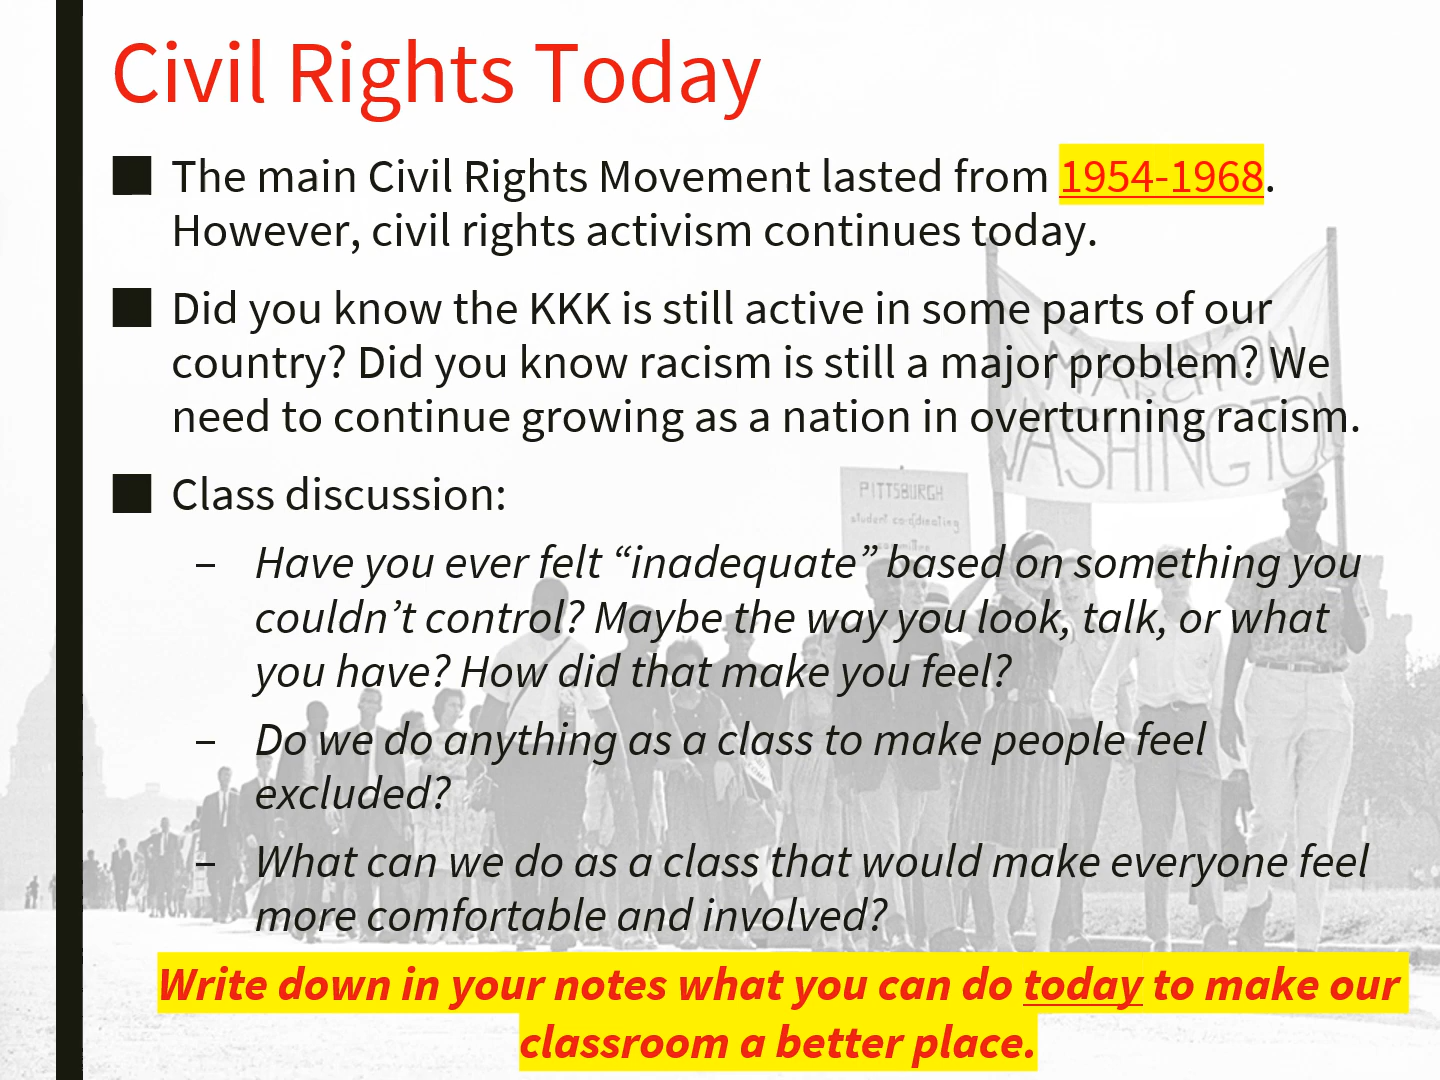 Civil Rights Today
■ The main Civil Rights Movement lasted from 1954-1968.
However, civil rights activism continues today.
■ Did you know the KKK is still active in some parts of our
country? Did you know racism is still a major problem? We
need to continue growing as a nation in overturning racism.
■ Class discussion:
– Have you ever felt “inadequate” based on something you
couldn’t control? Maybe the way you look, talk, or what
you have? How did that make you feel?
– Do we do anything as a class to make people feel
excluded?
– What can we do as a class that would make everyone feel
more comfortable and involved?
Write down in your notes what you can do today to make our
classroom a better place.
MARCH ON
WASHINGTON
PITTSBURGH
student co-ordinating